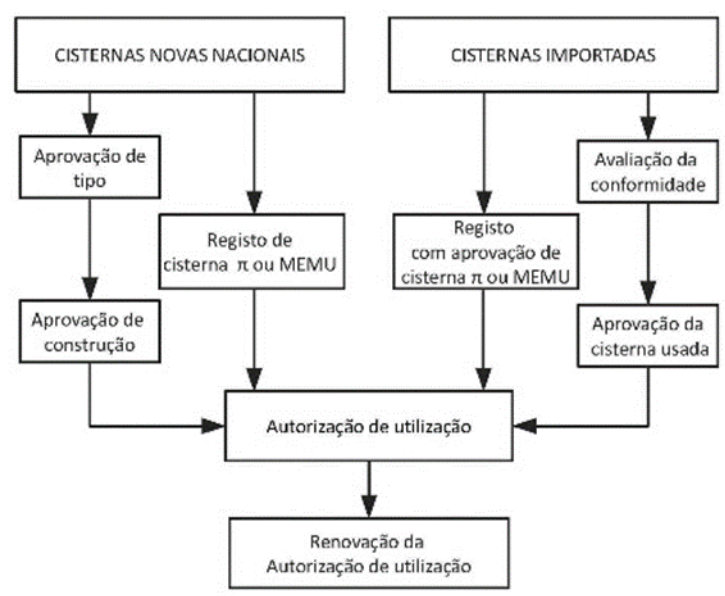 CISTERNAS NOVAS NACIONAIS
CISTERNAS IMPORTADAS
Aprovação de
tipo
Avaliação da
conformidade
Registo de
cisterna π ou MEMU
Registo
com aprovação de
cisterna π ou MEMU
Aprovação de
construção
Aprovação da
cisterna usada
Autorização de utilização
Renovação da
Autorização de utilização